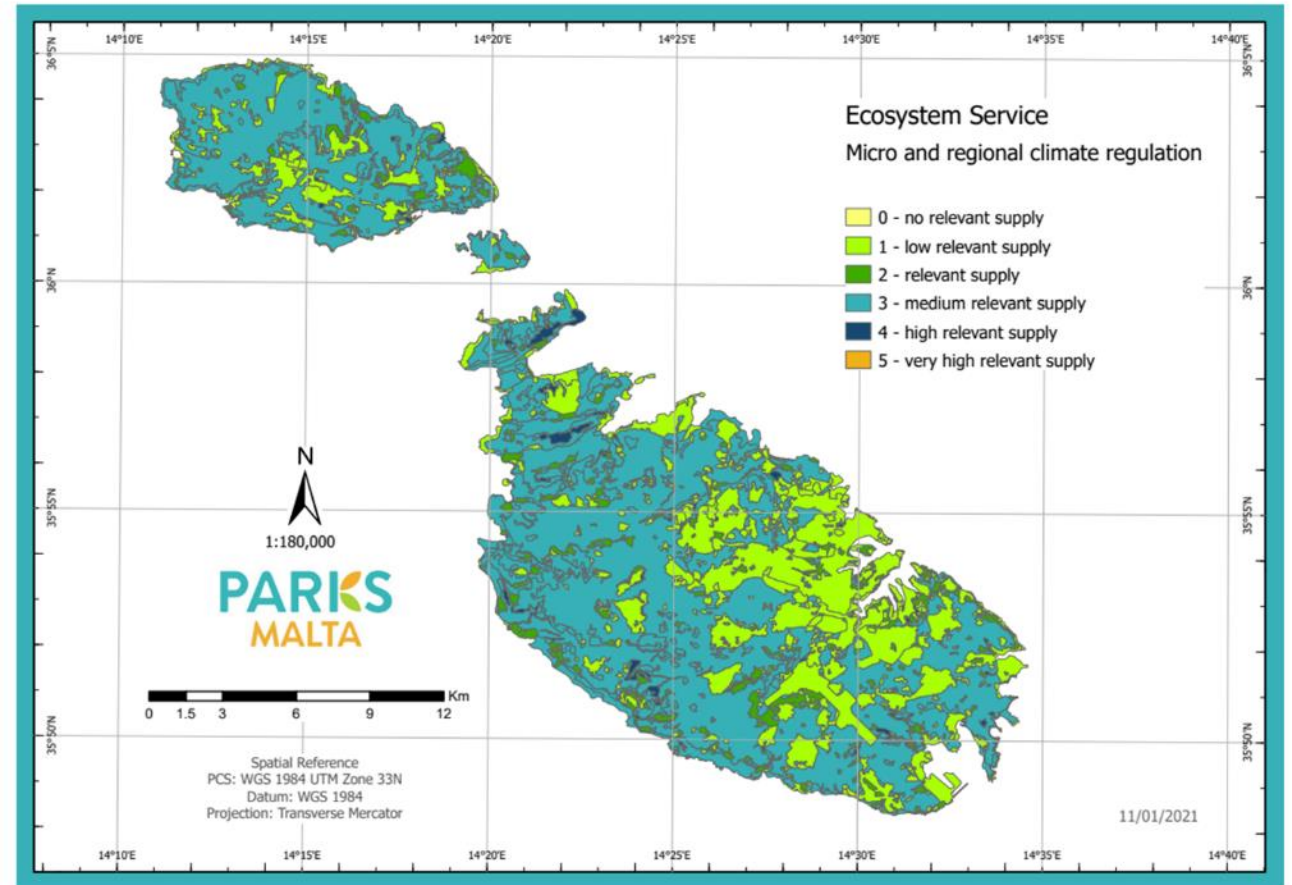 14°10'E 14°15'E 14°20'E 14°25'E 14°30'E 14°35'E 14°40'E
36°5'N 36°5'N
Ecosystem Service
Micro and regional climate regulation
0 - no relevant supply
1 - low relevant supply
2 - relevant supply
3 - medium relevant supply
4 - high relevant supply
5 - very high relevant supply
36°N 36°N
N
1:180,000
35°55'N 35°55'N
PARKS
MALTA
Km
0 1.5 3 6 9 12
35°50'N 35°50'N
Spatial Reference
PCS: WGS 1984 UTM Zone 33N
Datum: WGS 1984
Projection: Transverse Mercator
11/01/2021
14°10'E 14°15'E 14°20'E 14°25'E 14°30'E 14°35'E 14°40'E